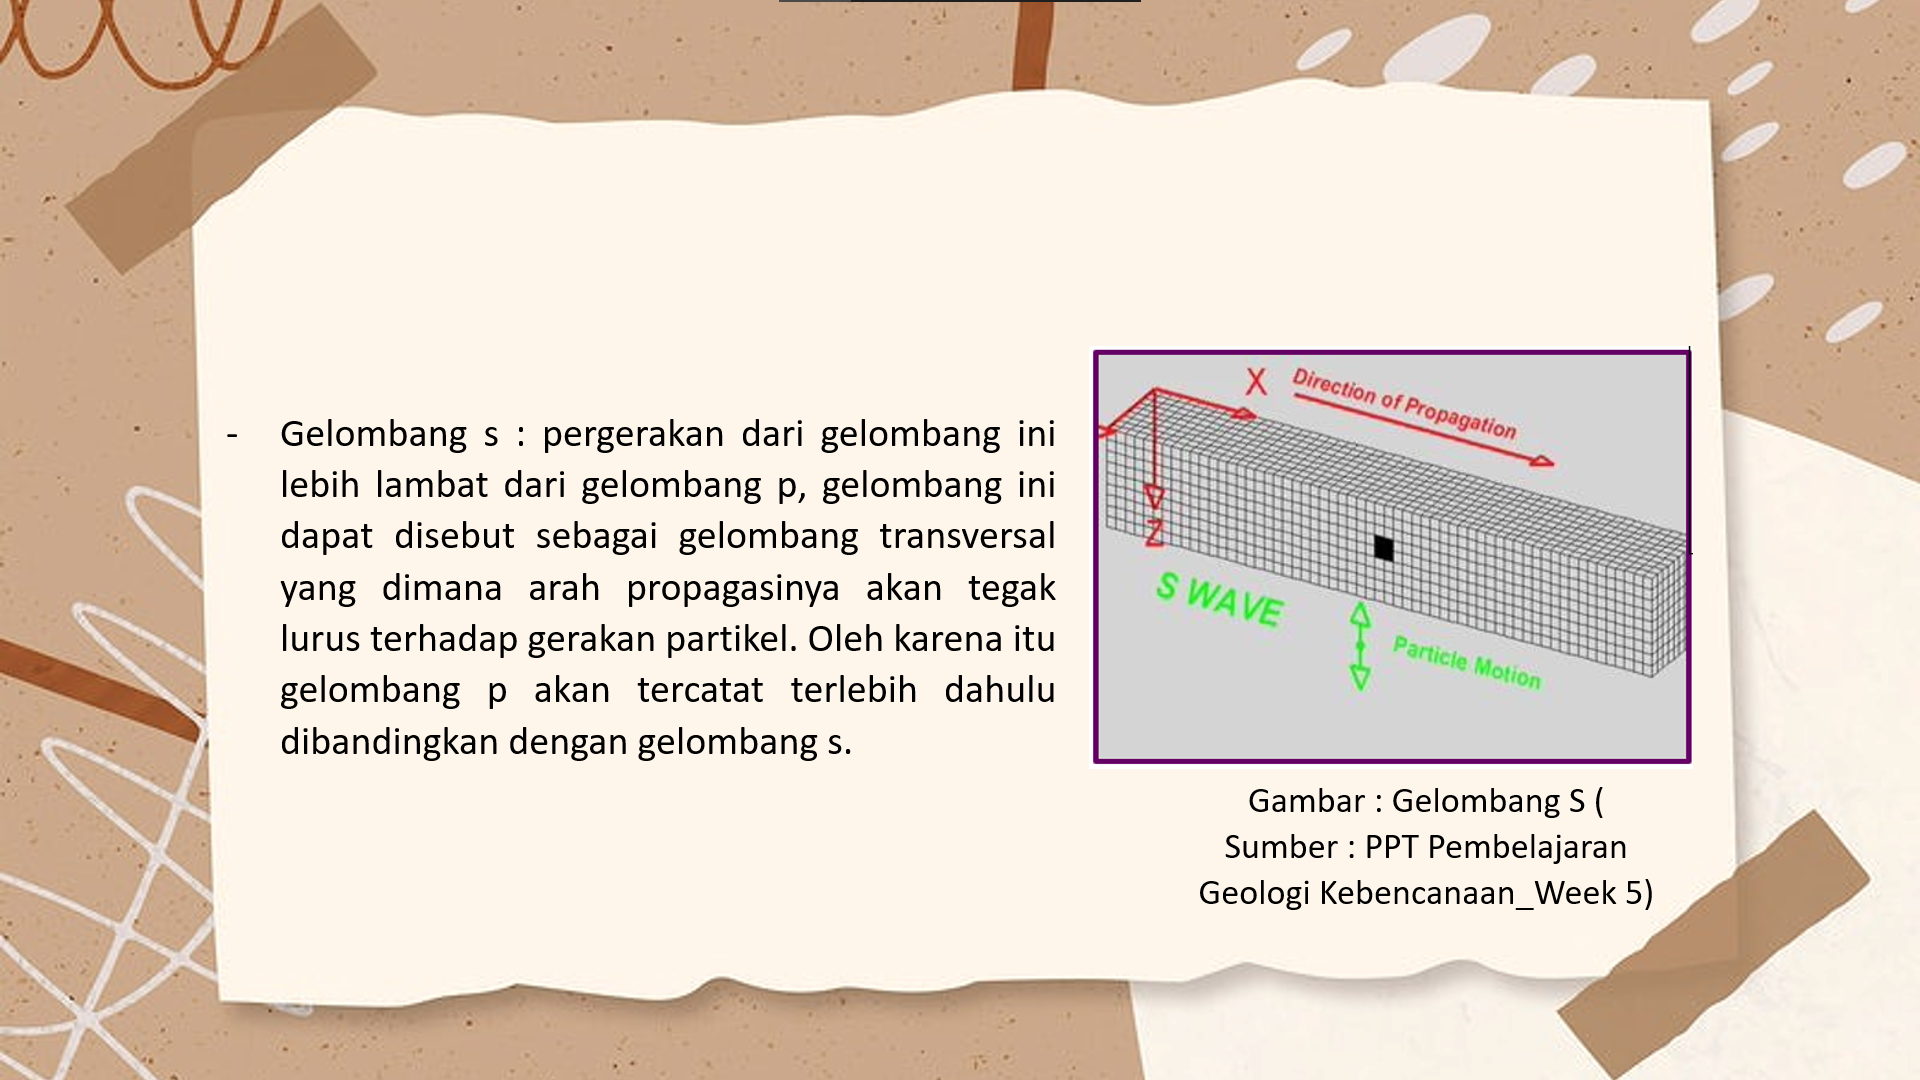 - Gelombang s : pergerakan dari gelombang ini
lebih lambat dari gelombang p, gelombang ini
dapat disebut sebagai gelombang transversal
yang dimana arah propagasinya akan tegak
lurus terhadap gerakan partikel. Oleh karena itu
gelombang p akan tercatat terlebih dahulu
dibandingkan dengan gelombang s.
X
Direction of Propagation
Z
S WAVE
Particle Motion
Gambar : Gelombang S (
Sumber : PPT Pembelajaran
Geologi Kebencanaan_Week 5)